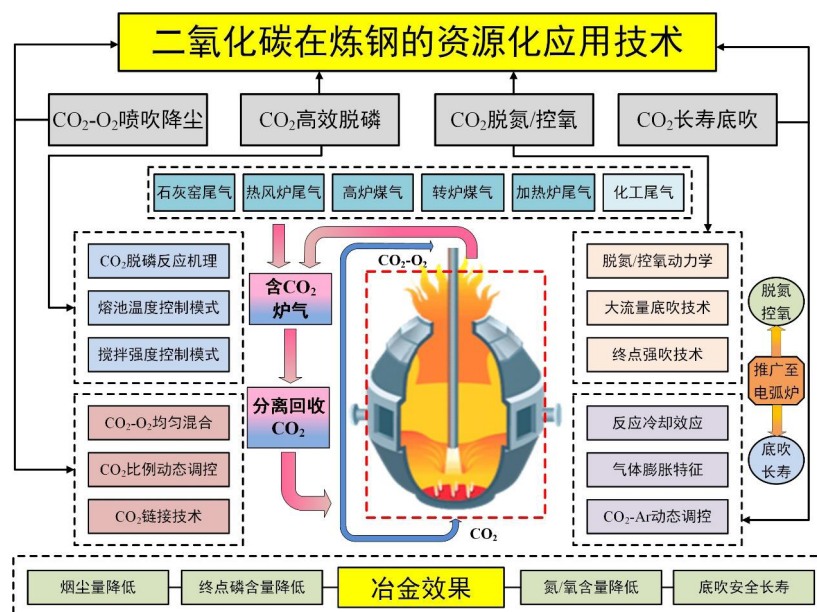 二氧化碳在炼钢的资源化应用技术
CO₂-O₂喷吹降尘
CO₂高效脱磷
CO₂脱氮/控氧
CO₂长寿底吹
石灰窑尾气
热风炉尾气
高炉煤气
转炉煤气
加热炉尾气
化工尾气
CO₂脱磷反应机理
熔池温度控制模式
搅拌强度控制模式
CO₂-O₂均匀混合
CO₂比例动态调控
CO₂链接技术
含CO₂
炉气
分离回收
CO₂
CO₂-O₂
CO₂
脱氮/控氧动力学
大流量底吹技术
终点强吹技术
反应冷却效应
气体膨胀特征
CO₂-Ar动态调控
脱氮
控氧
推广至
电弧炉
底吹
长寿
烟尘量降低
终点磷含量降低
冶金效果
氮/氧含量降低
底吹安全长寿